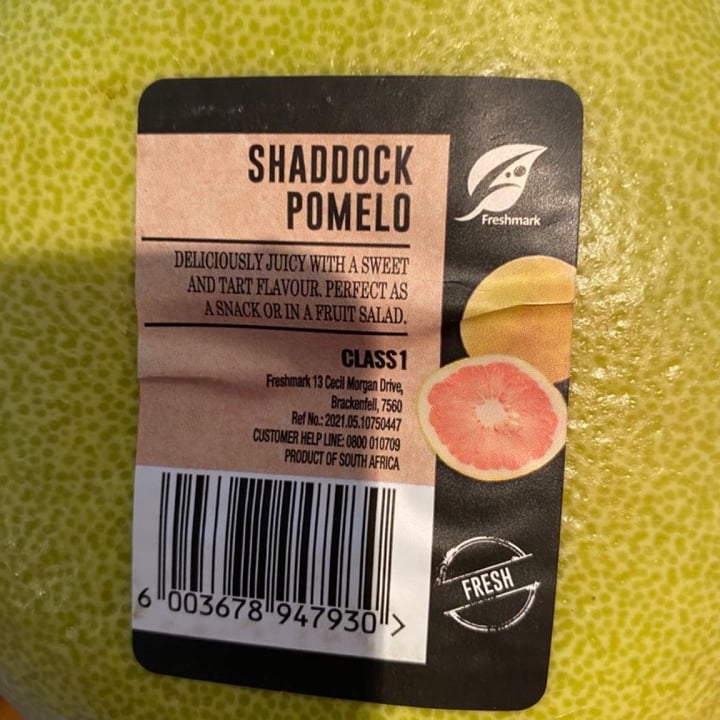 SHADDOCK
POMELO
Freshmark
DELICIOUSLY JUICY WITH A SWEET
AND TART FLAVOUR. PERFECT AS
A SNACK OR IN A FRUIT SALAD.
CLASS 1
Freshmark 13 Cecil Morgan Drive,
Brackenfell, 7560
Ref No.: 2021.05.10750447
CUSTOMER HELP LINE: 0800 010709
PRODUCT OF SOUTH AFRICA
FRESH
6 003678 947930 >